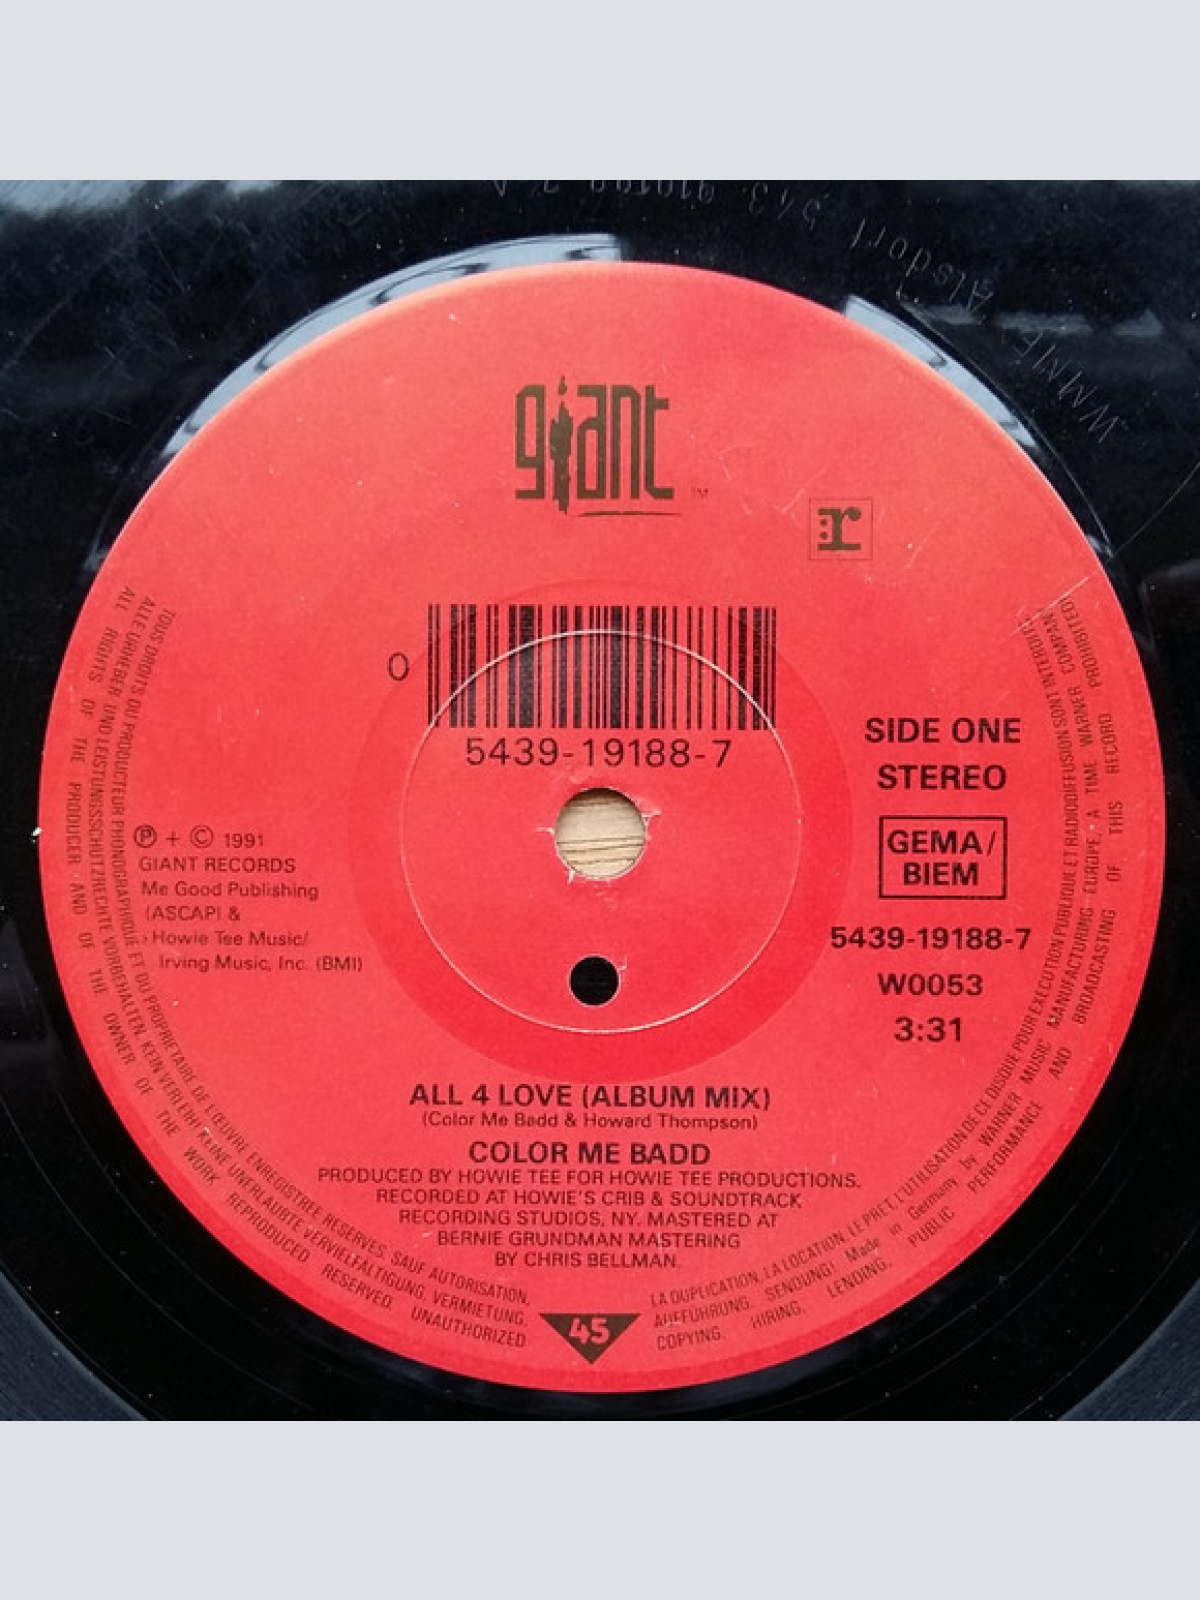 giant
TM
:r
0
5439-19188-7
SIDE ONE
STEREO
GEMA/
BIEM
5439-19188-7
W0053
3:31
Ⓟ + © 1991
GIANT RECORDS
Me Good Publishing
(ASCAP) &
Howie Tee Music/
Irving Music, Inc. (BMI)
ALL 4 LOVE (ALBUM MIX)
(Color Me Badd & Howard Thompson)
COLOR ME BADD
PRODUCED BY HOWIE TEE FOR HOWIE TEE PRODUCTIONS.
RECORDED AT HOWIE'S CRIB & SOUNDTRACK
RECORDING STUDIOS, NY. MASTERED AT
BERNIE GRUNDMAN MASTERING
BY CHRIS BELLMAN.
45
TOUS DROITS DU PRODUCTEUR PHONOGRAPHIQUE ET DU PROPRIETAIRE DE L'ŒUVRE ENREGISTREE RESERVES. SAUF AUTORISATION,
LA DUPLICATION, LA LOCATION, LE PRET, L'UTILISATION DE CE DISQUE POUR EXECUTION PUBLIQUE ET RADIODIFFUSION SONT INTERDITS
ALLE URHEBER UND LEISTUNGSSCHUTZRECHTE VORBEHALTEN. KEIN VERLEIH! KEINE UNERLAUBTE VERVIELFÄLTIGUNG, VERMIETUNG,
AUFFÜHRUNG, SENDUNG! Made in Germany by WARNER MUSIC MANUFACTURING EUROPE, A TIME WARNER COMPANY
ALL RIGHTS OF THE PRODUCER AND OF THE OWNER OF THE WORK REPRODUCED RESERVED. UNAUTHORIZED
COPYING, HIRING, LENDING, PUBLIC PERFORMANCE AND BROADCASTING OF THIS RECORD PROHIBITED
Alsdorf